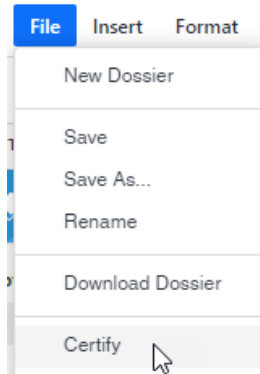 File Insert Format
New Dossier
Save
Save As...
Rename
Download Dossier
Certify